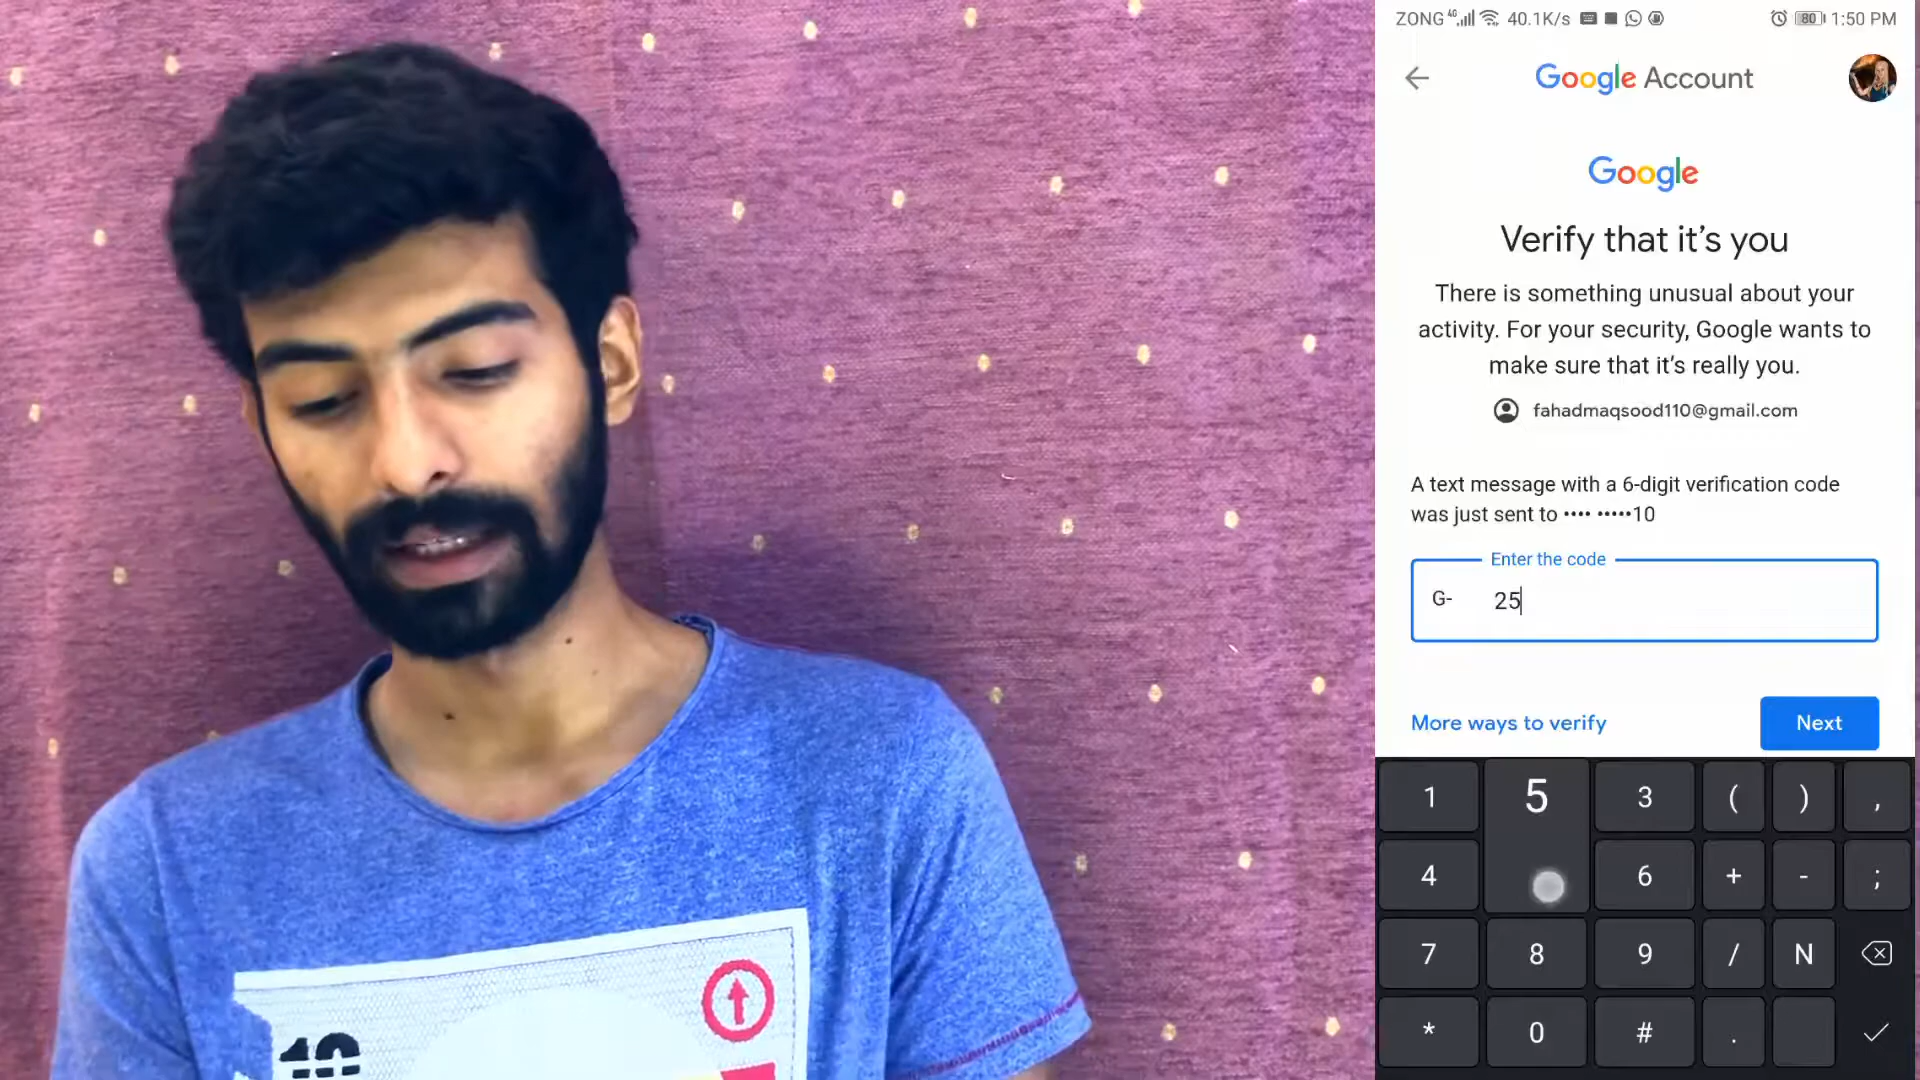 ZONG 4G 40.1K/s 80 1:50 PM
Google Account
Google
Verify that it's you
There is something unusual about your
activity. For your security, Google wants to
make sure that it's really you.
fahadmaqsood110@gmail.com
A text message with a 6-digit verification code
was just sent to •••• •••••10
Enter the code
G- 25
More ways to verify Next
1 5 3 ( ) ,
4 6 + - ;
7 8 9 / N
* 0 # .
10